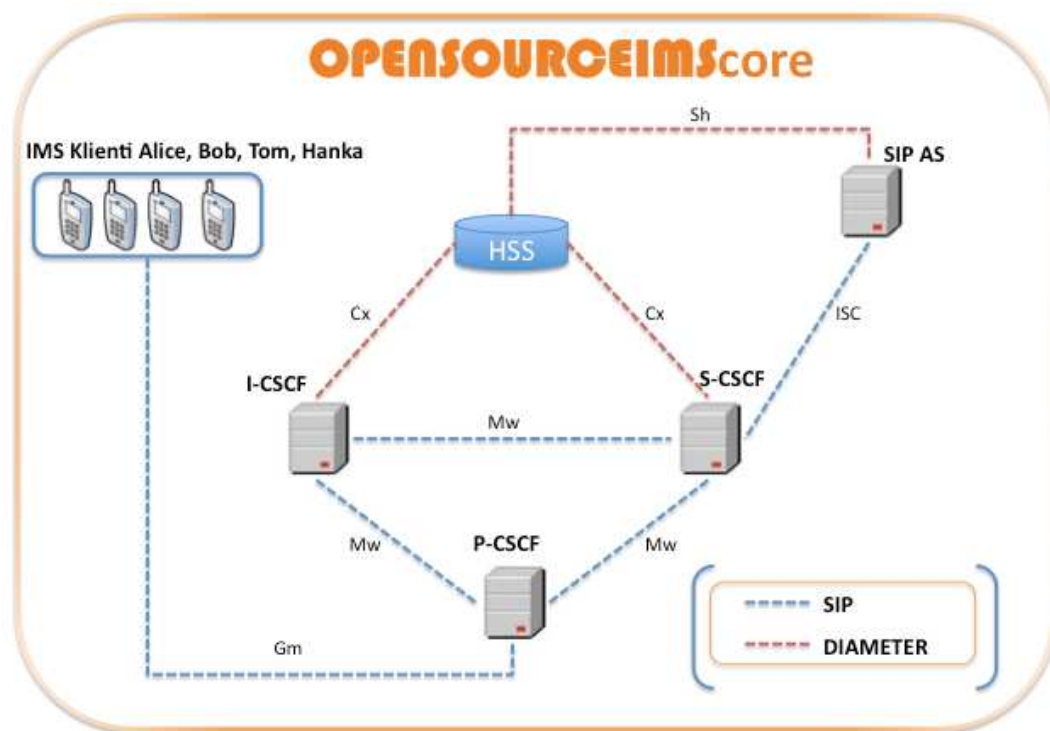 OPENSOURCEIMScore
Sh
IMS Klienti Alice, Bob, Tom, Hanka
SIP AS
HSS
Cx
Cx
ISC
I-CSCF
S-CSCF
Mw
Mw
P-CSCF
Mw
SIP
DIAMETER
Gm